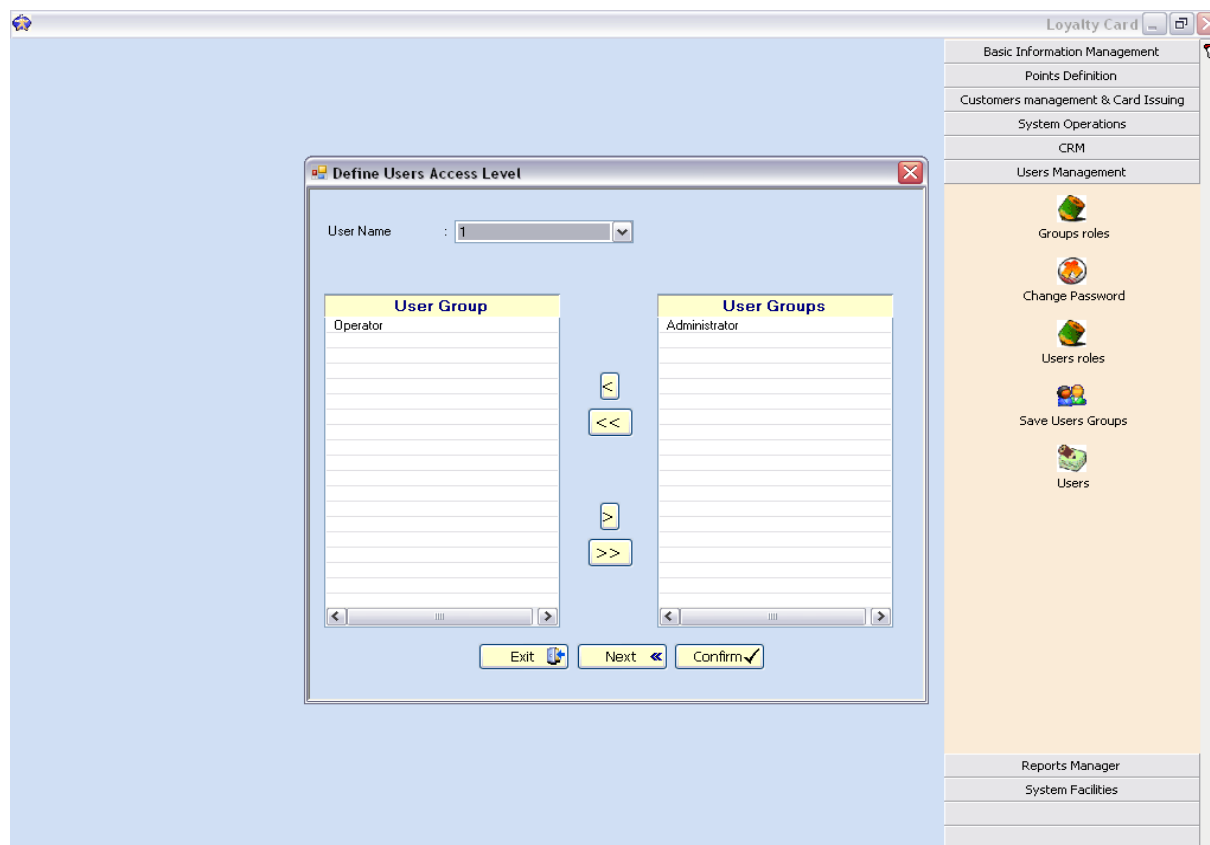 Loyalty Card
Basic Information Management
Points Definition
Customers management & Card Issuing
System Operations
CRM
Users Management
Groups roles
Change Password
Users roles
Save Users Groups
Users
Reports Manager
System Facilities
Define Users Access Level
User Name : 1
User Group
Operator
User Groups
Administrator
<
<<
>
>>
Exit Next Confirm